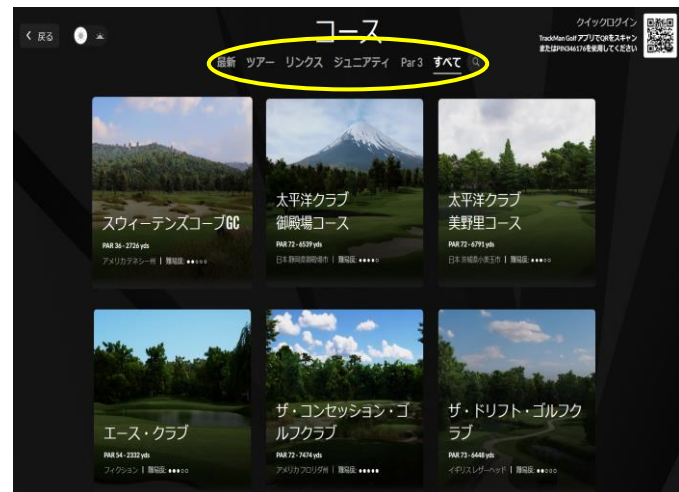 戻る
コース
クイックログイン
TrackMan Golf アプリでQRをスキャン
またはPIN346176を使用してください
最新 ツアー リンクス ジュニアティ Par 3 すべて
スウィーテンズコーブGC
PAR 36 - 2726 yds
アメリカテネシー州 | 難易度:
太平洋クラブ
御殿場コース
PAR 72 - 6539 yds
日本 静岡県御殿場市 | 難易度:
太平洋クラブ
美野里コース
PAR 72 - 6791 yds
日本 茨城県小美玉市 | 難易度:
エース・クラブ
PAR 54 - 2332 yds
フィクション | 難易度:
ザ・コンセッション・ゴ
ルフクラブ
PAR 72 - 7474 yds
アメリカ フロリダ州 | 難易度:
ザ・ドリフト・ゴルフク
ラブ
PAR 73 - 6448 yds
イギリス レザーヘッド | 難易度: